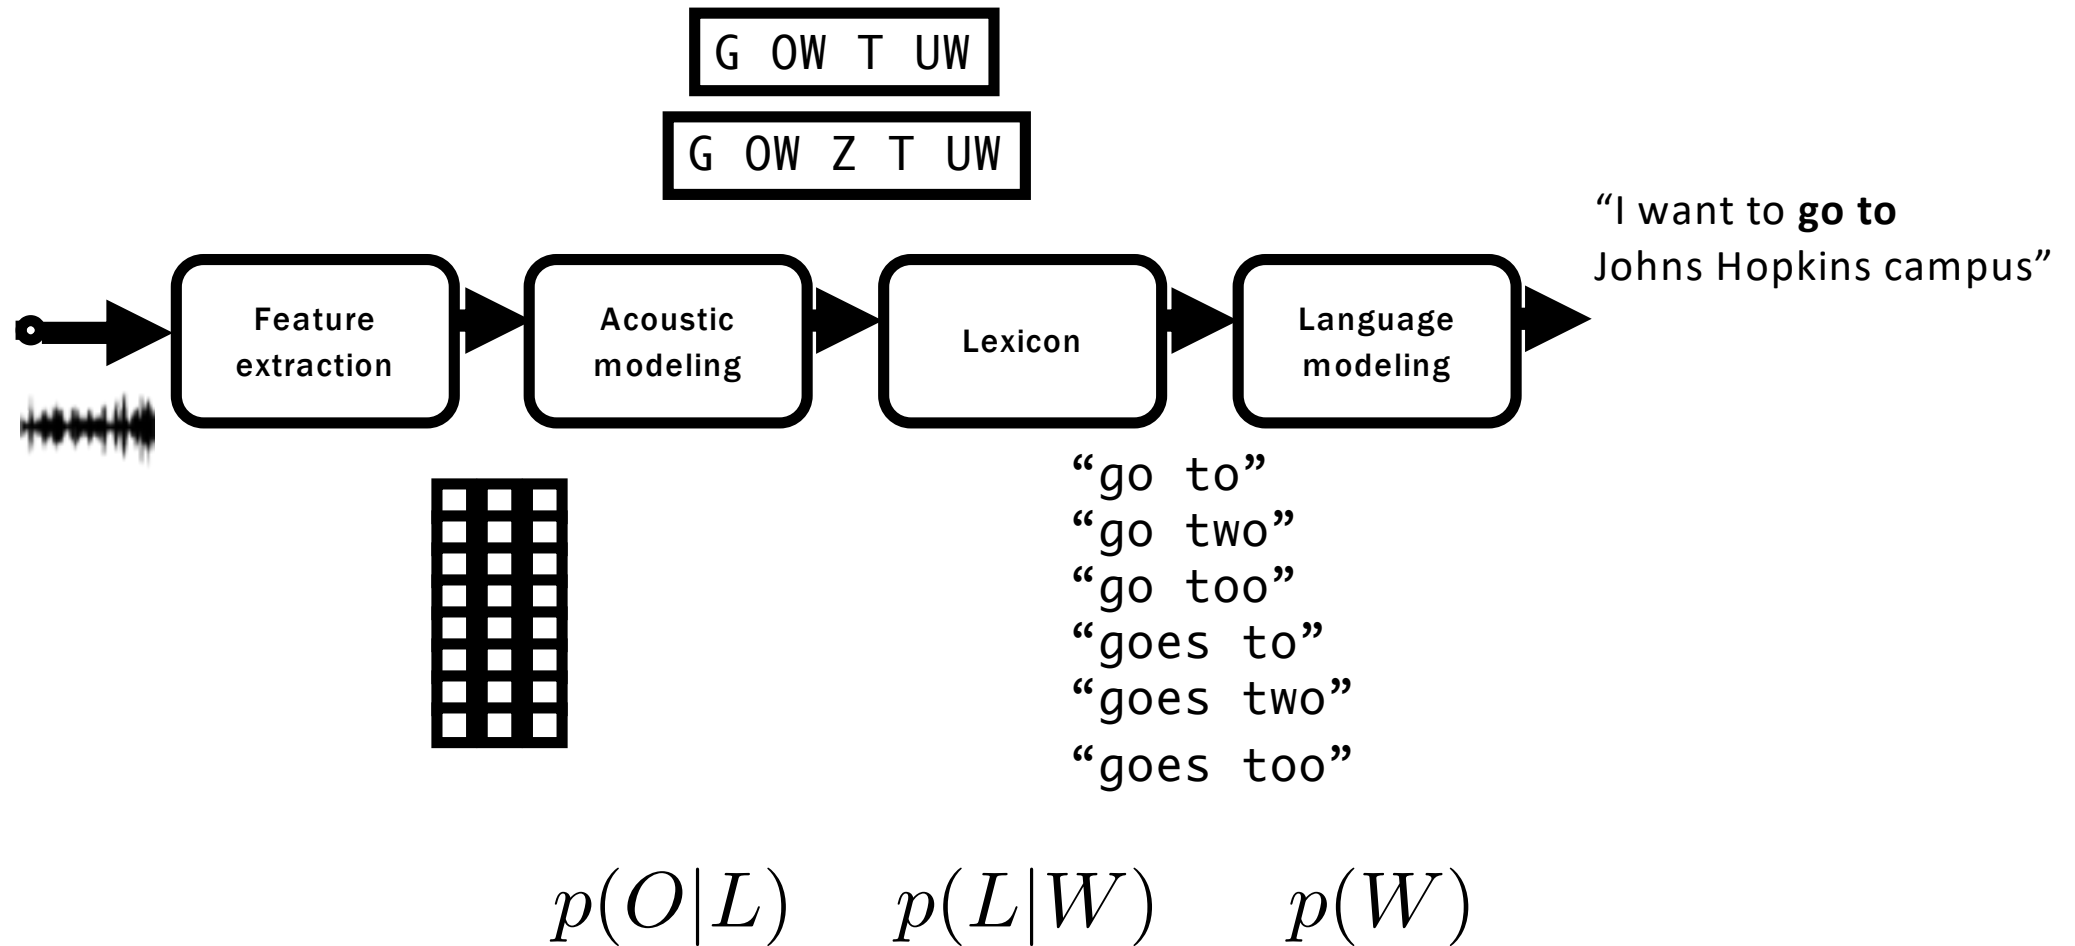 G OW T UW
G OW Z T UW
“I want to go to
Johns Hopkins campus”
Feature
extraction
Acoustic
modeling
Lexicon
Language
modeling
“go to”
“go two”
“go too”
“goes to”
“goes two”
“goes too”
p(O|L)
p(L|W)
p(W)